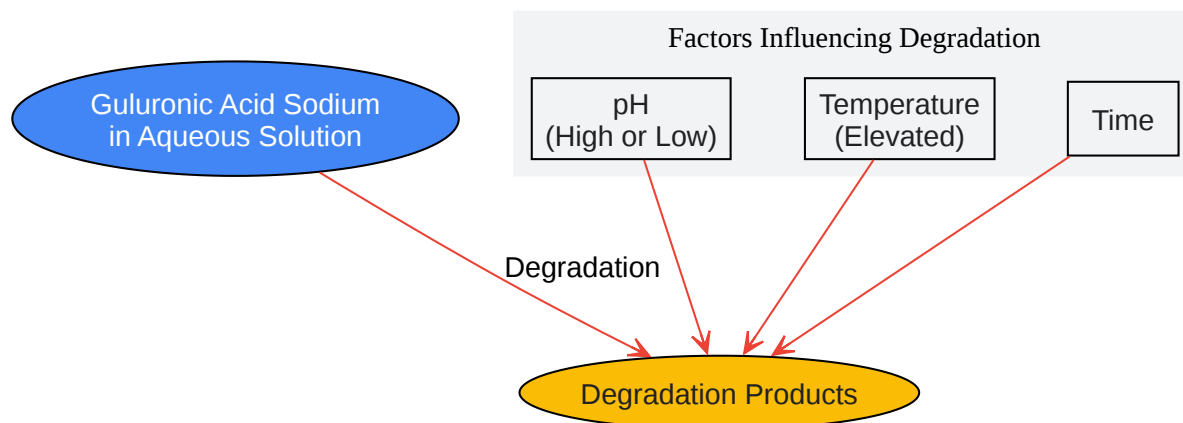 Factors Influencing Degradation
Guluronic Acid Sodium
in Aqueous Solution
pH
(High or Low)
Temperature
(Elevated)
Time
Degradation
Degradation Products